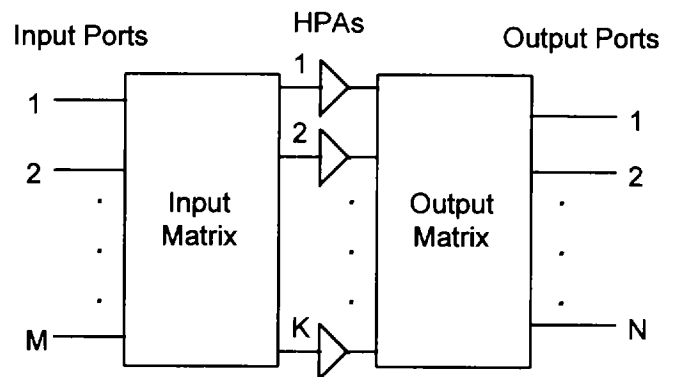 HPAs
Input Ports
Output Ports
1
1
1
2
2
2
Input
Matrix
Output
Matrix
M
K
N